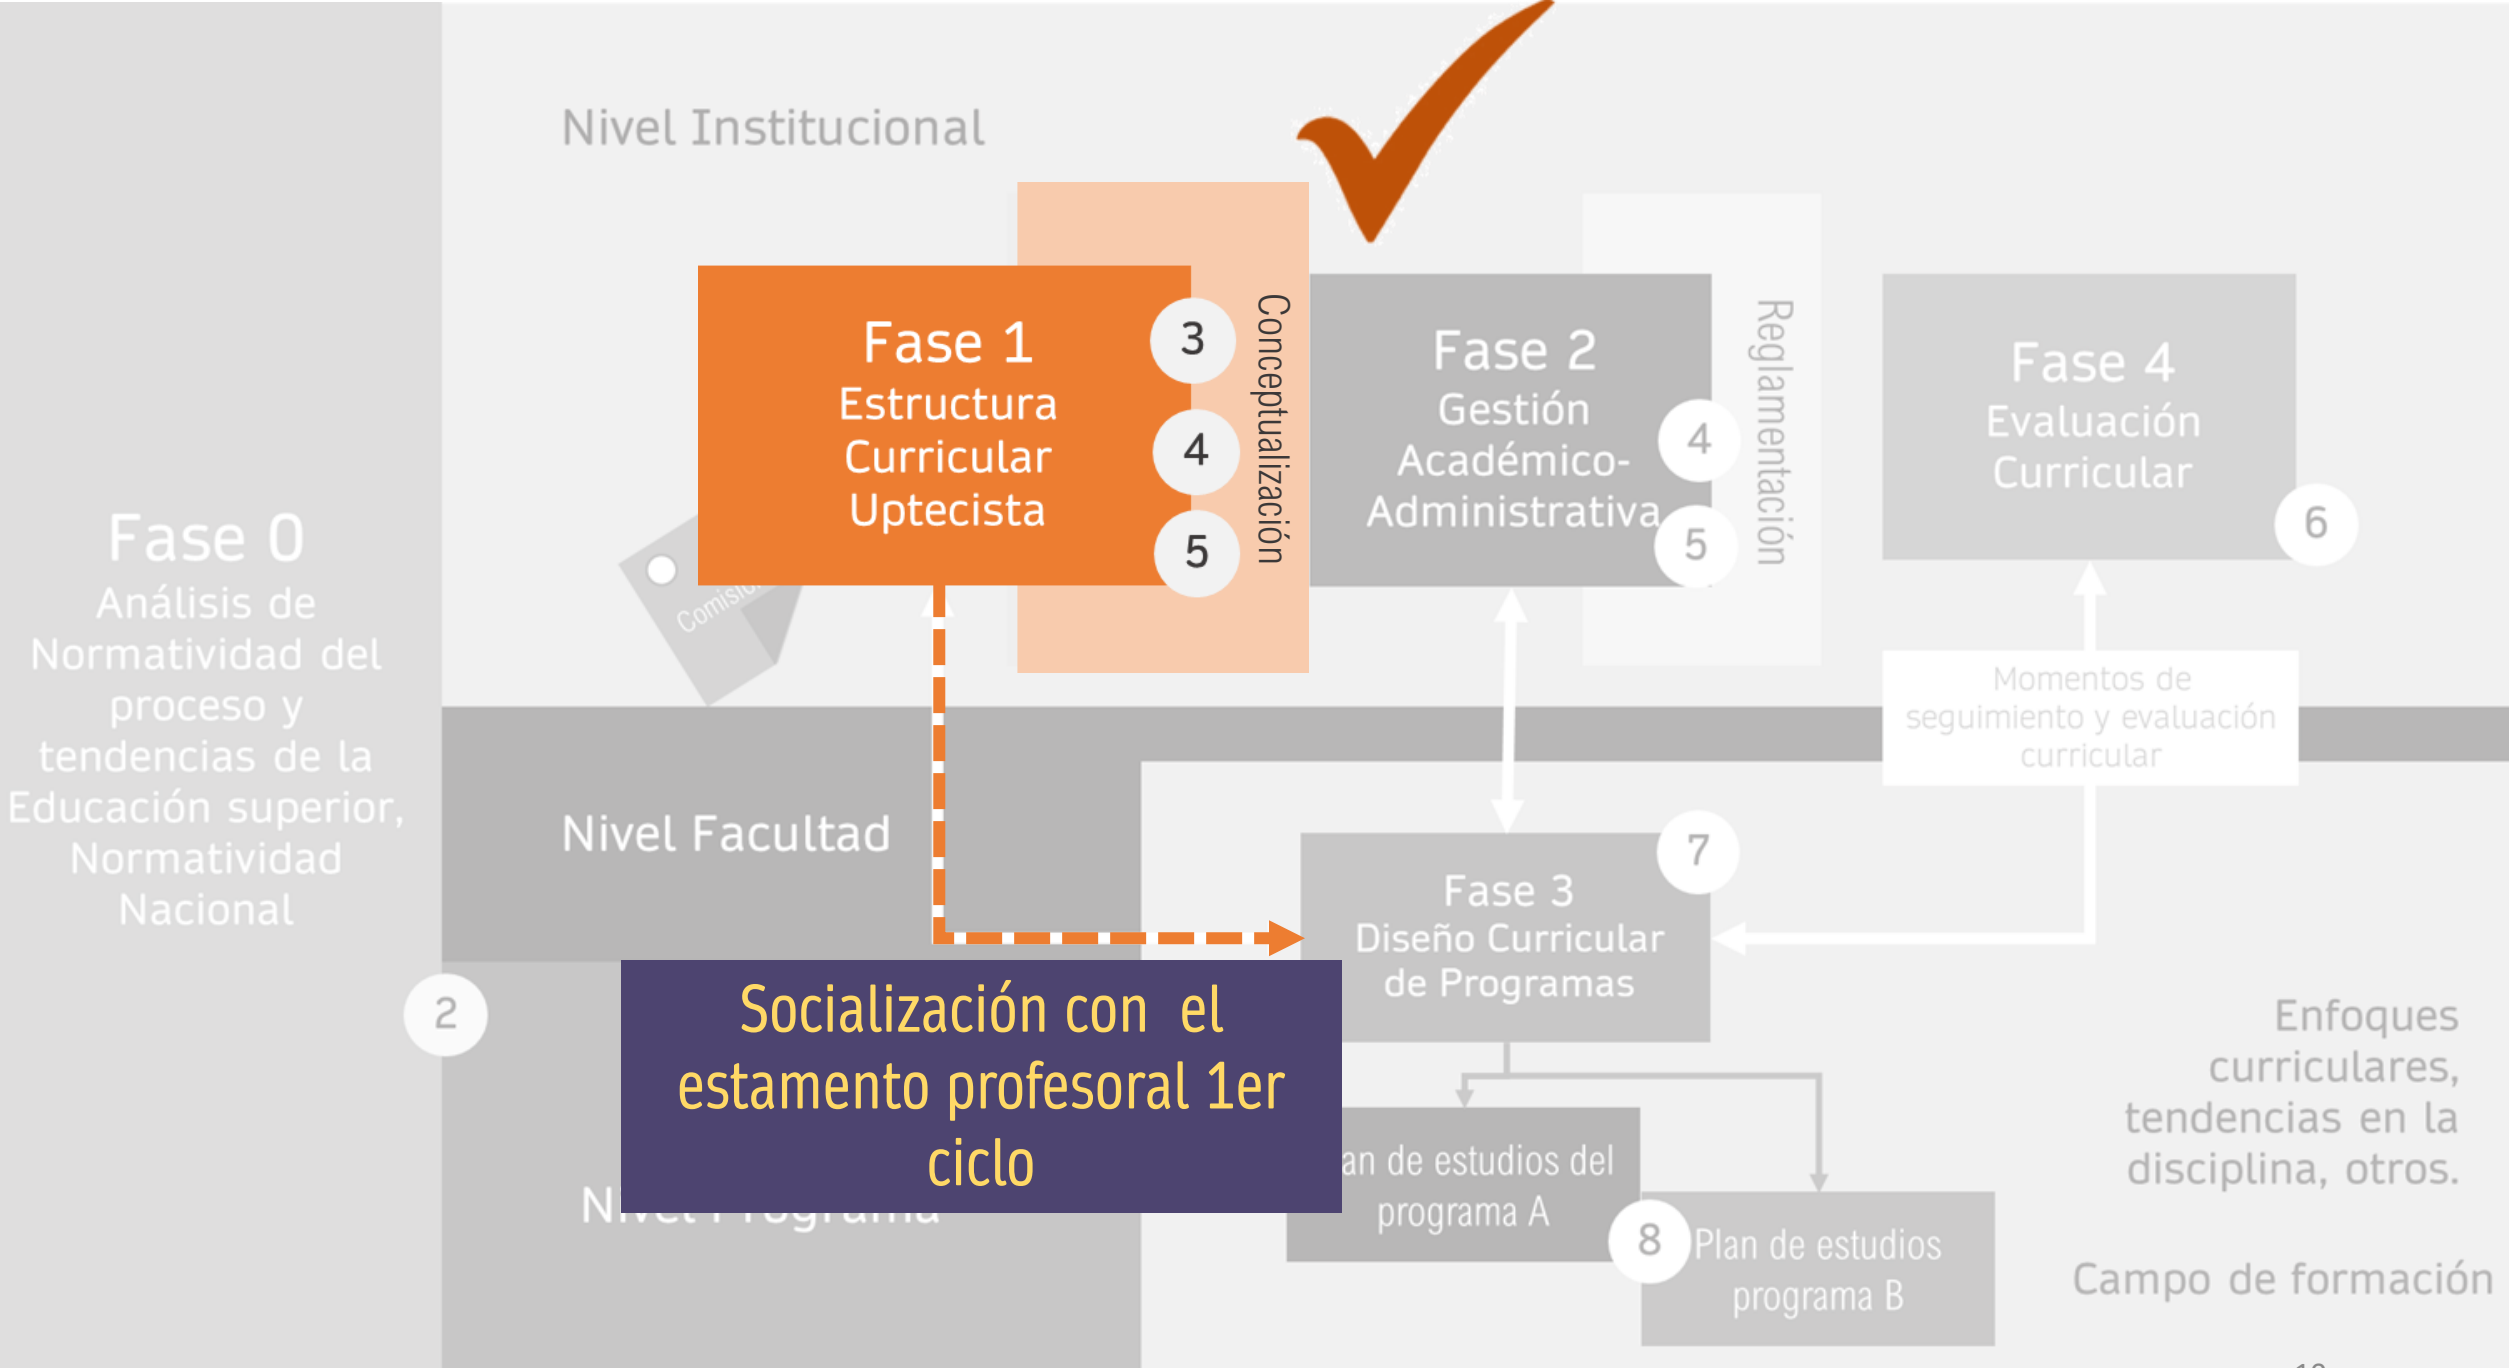 Nivel Institucional
Fase 1
Estructura
Curricular
Uptecista
3
4
5
Conceptualización
Fase 2
Gestión
Académico-
Administrativa
4
5
Reglamentación
Fase 4
Evaluación
Curricular
6
Fase 0
Análisis de
Normatividad del
proceso y
tendencias de la
Educación superior,
Normatividad
Nacional
2
Momentos de
seguimiento y evaluación
curricular
Nivel Facultad
7
Fase 3
Diseño Curricular
de Programas
Socialización con el
estamento profesoral 1er
ciclo
Nivel Programa
de estudios del
programa A
8
Plan de estudios
programa B
Enfoques
curriculares,
tendencias en la
disciplina, otros.
Campo de formación